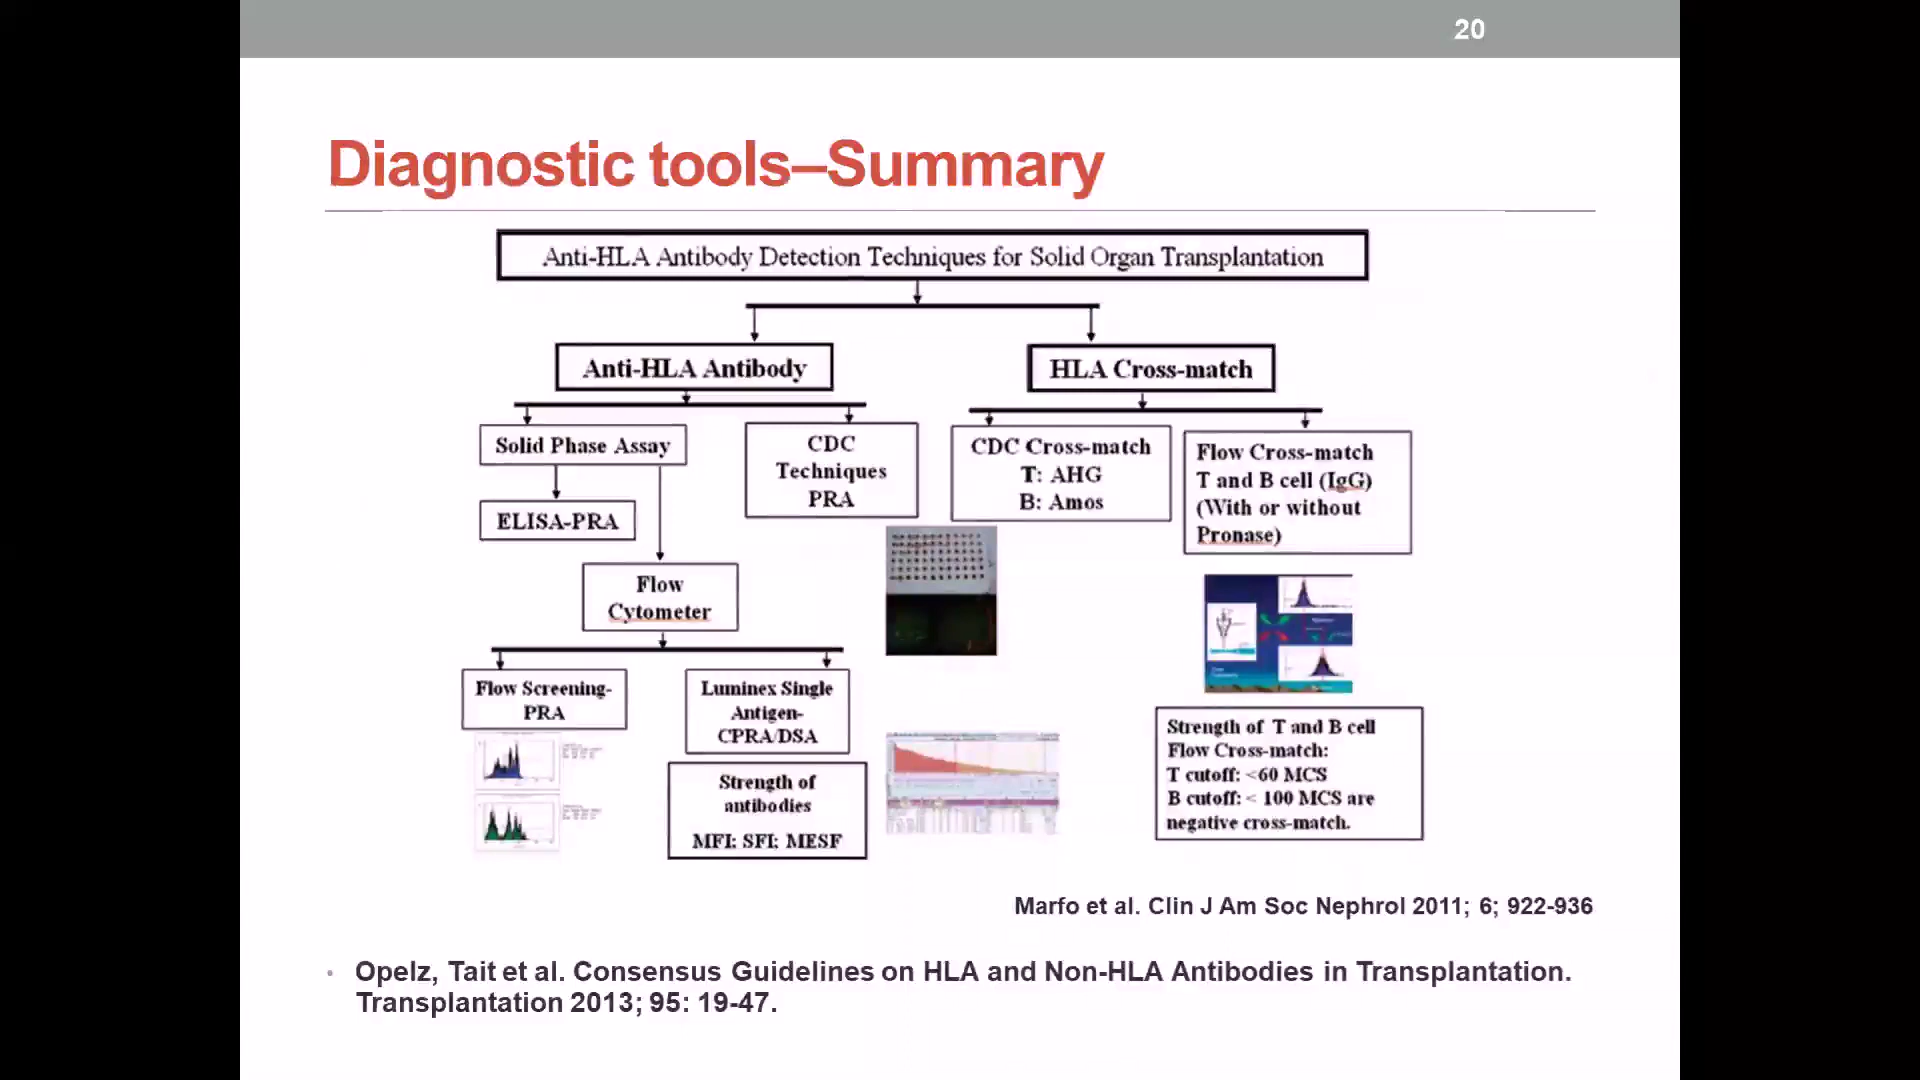 20
Diagnostic tools–Summary
Anti-HLA Antibody Detection Techniques for Solid Organ Transplantation
Anti-HLA Antibody
HLA Cross-match
Solid Phase Assay
CDC
Techniques
PRA
CDC Cross-match
T: AHG
B: Amos
Flow Cross-match
T and B cell (IgG)
(With or without
Pronase)
ELISA-PRA
Flow
Cytometer
Flow Screening-
PRA
Luminex Single
Antigen-
CPRA/DSA
Strength of
antibodies
MFI: SFI: MESF
Strength of T and B cell
Flow Cross-match:
T cutoff: <60 MCS
B cutoff: < 100 MCS are
negative cross-match.
Marfo et al. Clin J Am Soc Nephrol 2011; 6; 922-936
• Opelz, Tait et al. Consensus Guidelines on HLA and Non-HLA Antibodies in Transplantation.
Transplantation 2013; 95: 19-47.